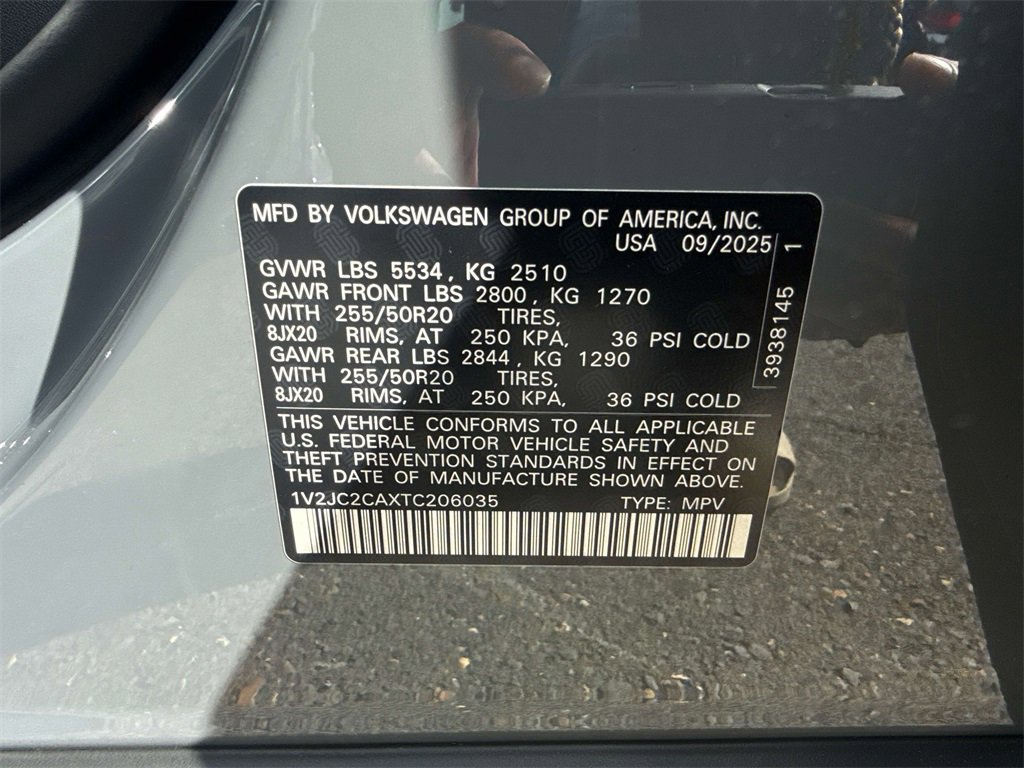 MFD BY VOLKSWAGEN GROUP OF AMERICA, INC.
USA 09/2025
GVWR LBS 5534, KG 2510
GAWR FRONT LBS 2800, KG 1270
WITH 255/50R20 TIRES,
8JX20 RIMS, AT 250 KPA, 36 PSI COLD
GAWR REAR LBS 2844, KG 1290
WITH 255/50R20 TIRES,
8JX20 RIMS, AT 250 KPA, 36 PSI COLD
THIS VEHICLE CONFORMS TO ALL APPLICABLE
U.S. FEDERAL MOTOR VEHICLE SAFETY AND
THEFT PREVENTION STANDARDS IN EFFECT ON
THE DATE OF MANUFACTURE SHOWN ABOVE.
1V2JC2CAXTC206035 TYPE: MPV
3938145 1